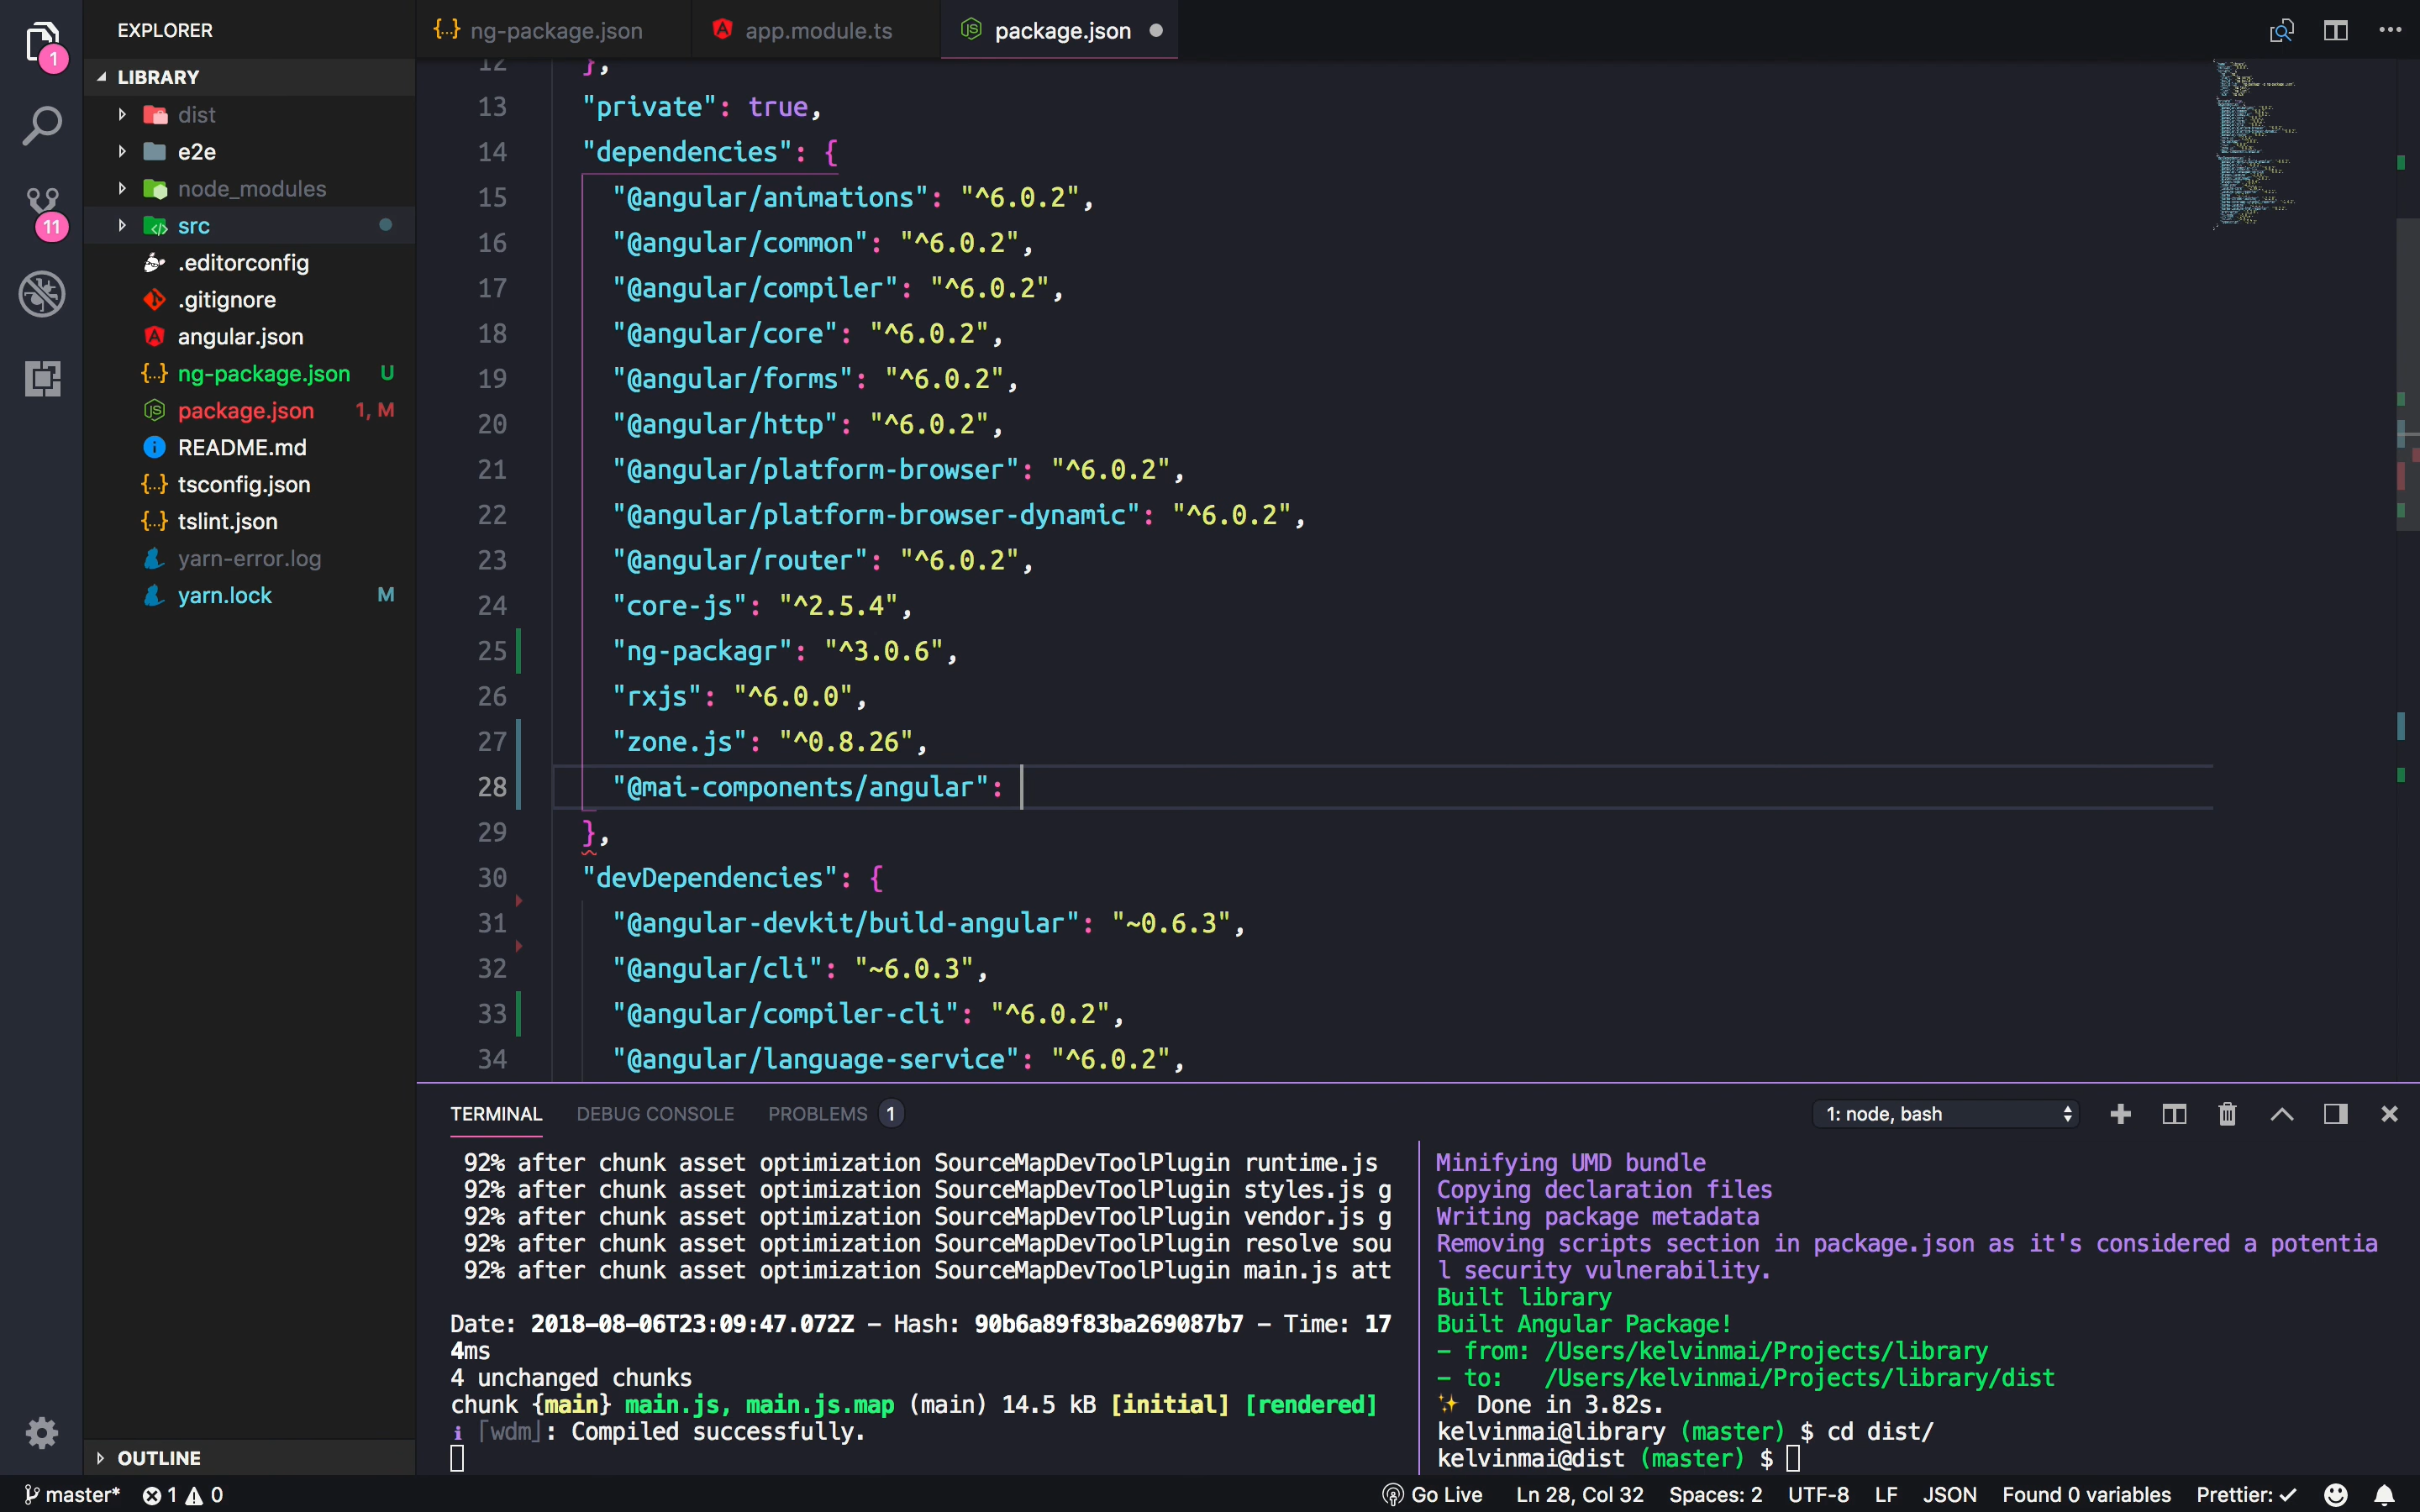 EXPLORER
LIBRARY
dist
e2e
node_modules
src
.editorconfig
.gitignore
angular.json
ng-package.json U
package.json 1, M
README.md
tsconfig.json
tslint.json
yarn-error.log
yarn.lock M
OUTLINE
1
11
{..} ng-package.json
app.module.ts
package.json
12 },
13 "private": true,
14 "dependencies": {
15 "@angular/animations": "^6.0.2",
16 "@angular/common": "^6.0.2",
17 "@angular/compiler": "^6.0.2",
18 "@angular/core": "^6.0.2",
19 "@angular/forms": "^6.0.2",
20 "@angular/http": "^6.0.2",
21 "@angular/platform-browser": "^6.0.2",
22 "@angular/platform-browser-dynamic": "^6.0.2",
23 "@angular/router": "^6.0.2",
24 "core-js": "^2.5.4",
25 "ng-packagr": "^3.0.6",
26 "rxjs": "^6.0.0",
27 "zone.js": "^0.8.26",
28 "@mai-components/angular":
29 },
30 "devDependencies": {
31 "@angular-devkit/build-angular": "~0.6.3",
32 "@angular/cli": "~6.0.3",
33 "@angular/compiler-cli": "^6.0.2",
34 "@angular/language-service": "^6.0.2",
TERMINAL DEBUG CONSOLE PROBLEMS 1
1: node, bash
92% after chunk asset optimization SourceMapDevToolPlugin runtime.js
92% after chunk asset optimization SourceMapDevToolPlugin styles.js g
92% after chunk asset optimization SourceMapDevToolPlugin vendor.js g
92% after chunk asset optimization SourceMapDevToolPlugin resolve sou
92% after chunk asset optimization SourceMapDevToolPlugin main.js att
Date: 2018-08-06T23:09:47.072Z - Hash: 90b6a89f83ba269087b7 - Time: 17
4ms
4 unchanged chunks
chunk {main} main.js, main.js.map (main) 14.5 kB [initial] [rendered]
ℹ ｢wdm｣: Compiled successfully.
Minifying UMD bundle
Copying declaration files
Writing package metadata
Removing scripts section in package.json as it's considered a potentia
l security vulnerability.
Built library
Built Angular Package!
- from: /Users/kelvinmai/Projects/library
- to:   /Users/kelvinmai/Projects/library/dist
✨ Done in 3.82s.
kelvinmai@library (master) $ cd dist/
kelvinmai@dist (master) $
master* 1 0
Go Live Ln 28, Col 32 Spaces: 2 UTF-8 LF JSON Found 0 variables Prettier: ✓